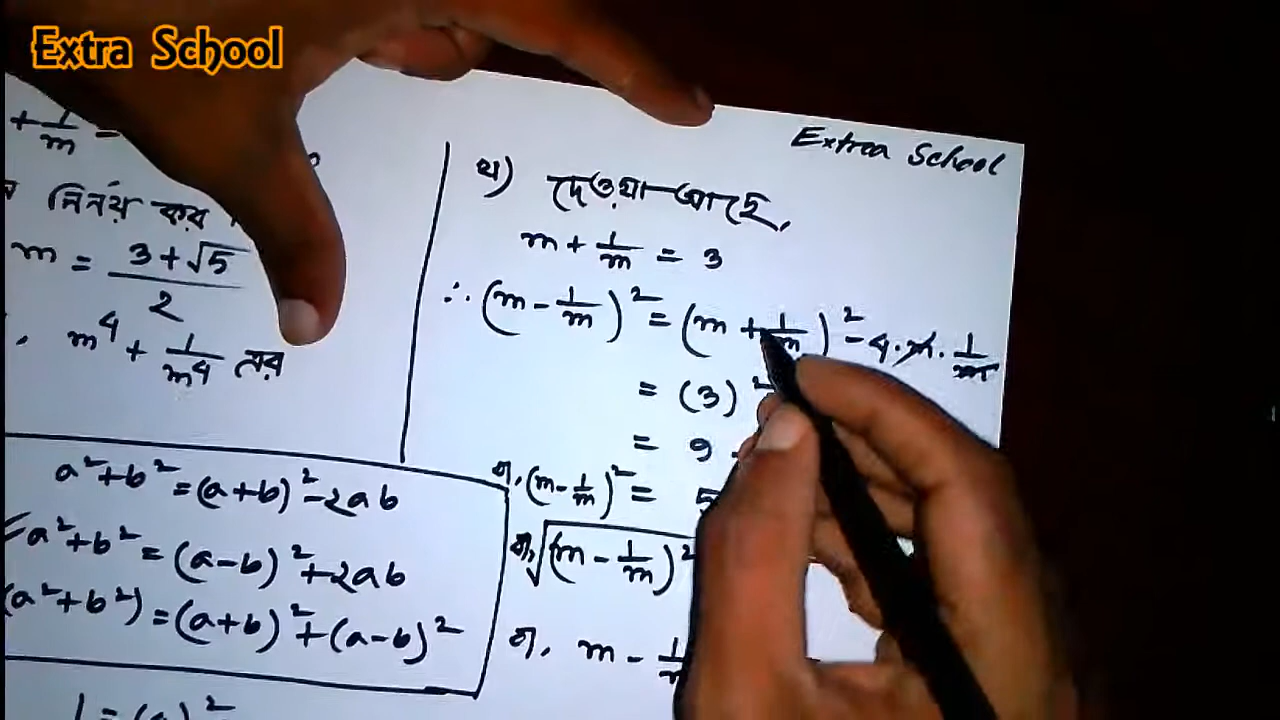 Extra School
Extra School
+ 1/m =
নির্নয় কর
m = (3+√5)/2
m⁴ + 1/m⁴ এর
a²+b² = (a+b)²-2ab
a²+b² = (a-b)²+2ab
(a²+b²) = (a+b)²+(a-b)²
খ) দেওয়া আছে,
m + 1/m = 3
∴ (m - 1/m)² = (m + 1/m)² - 4.m.1/m
= (3)²
= 9
বা, (m - 1/m)² = 5
বা, √(m - 1/m)²
বা, m -